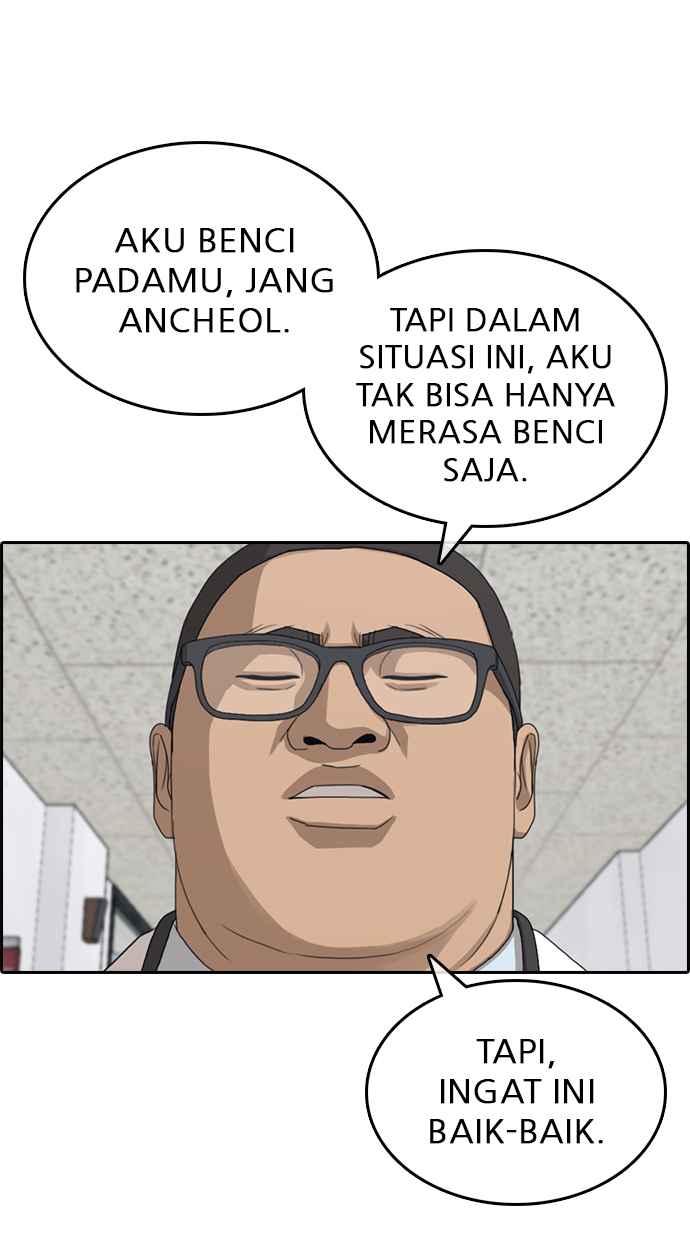 AKU BENCI
PADAMU, JANG
ANCHEOL.
TAPI DALAM
SITUASI INI, AKU
TAK BISA HANYA
MERASA BENCI
SAJA.
TAPI,
INGAT INI
BAIK-BAIK.